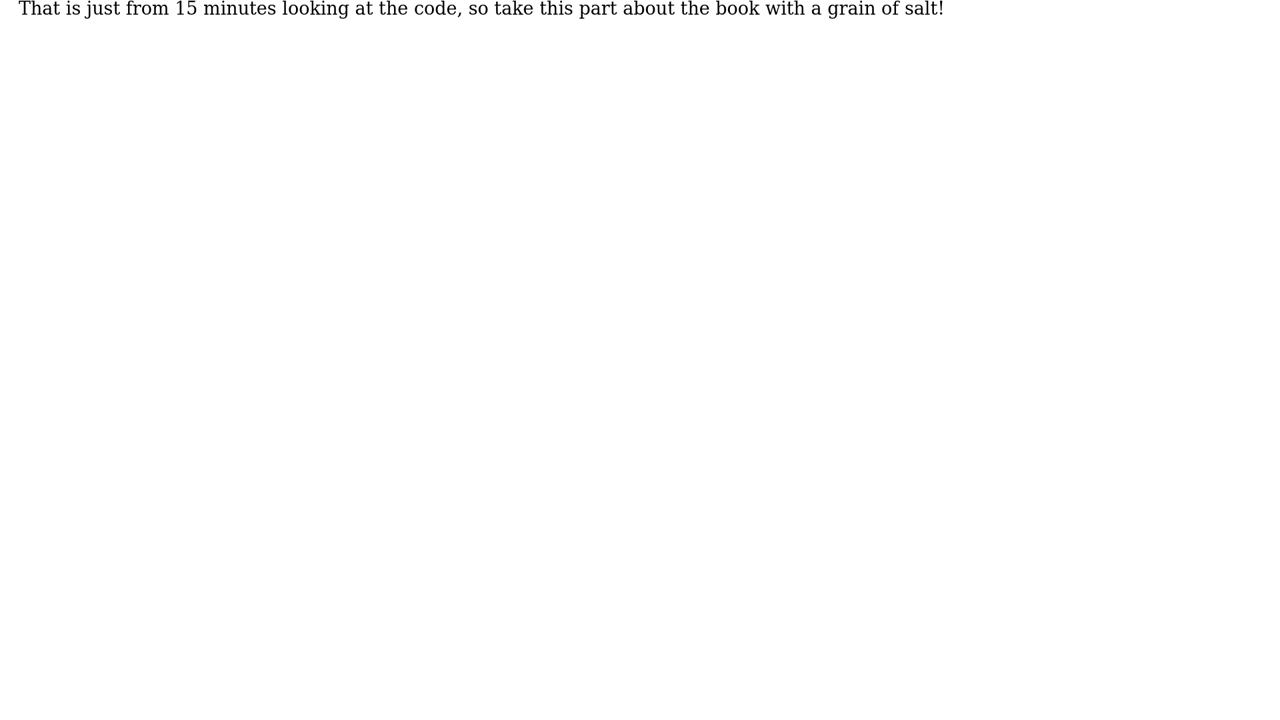 That is just from 15 minutes looking at the code, so take this part about the book with a grain of salt!